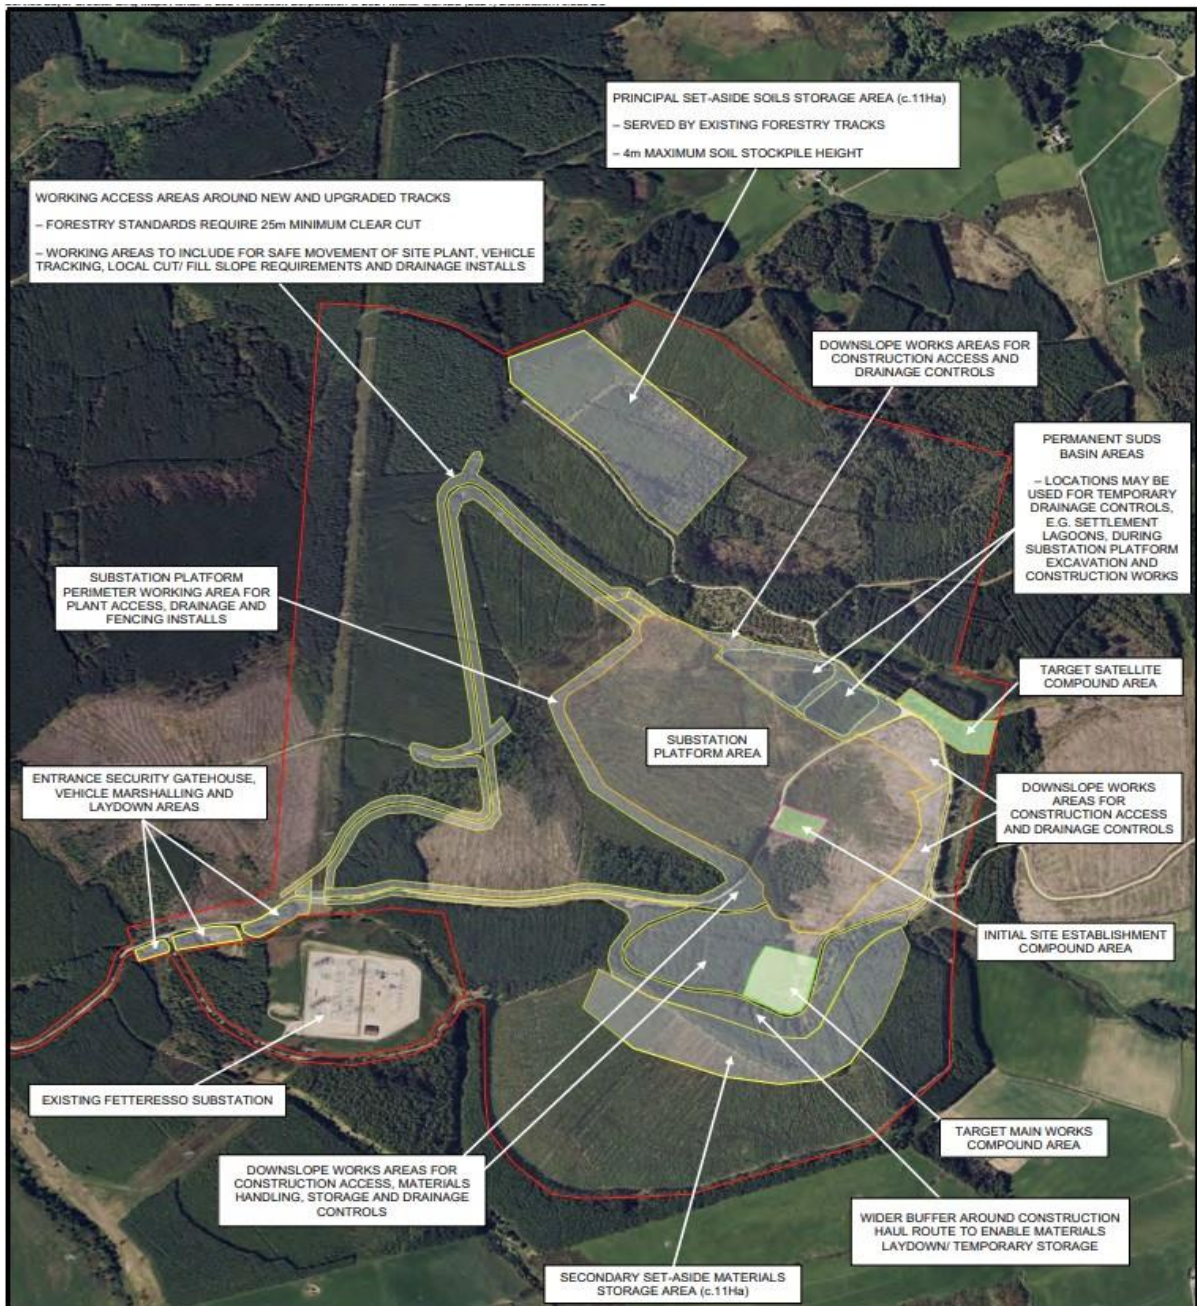 PRINCIPAL SET-ASIDE SOILS STORAGE AREA (c.11Ha)
– SERVED BY EXISTING FORESTRY TRACKS
– 4m MAXIMUM SOIL STOCKPILE HEIGHT
WORKING ACCESS AREAS AROUND NEW AND UPGRADED TRACKS
– FORESTRY STANDARDS REQUIRE 25m MINIMUM CLEAR CUT
– WORKING AREAS TO INCLUDE FOR SAFE MOVEMENT OF SITE PLANT, VEHICLE
TRACKING, LOCAL CUT/ FILL SLOPE REQUIREMENTS AND DRAINAGE INSTALLS
DOWNSLOPE WORKS AREAS FOR
CONSTRUCTION ACCESS AND
DRAINAGE CONTROLS
PERMANENT SUDS
BASIN AREAS
– LOCATIONS MAY BE
USED FOR TEMPORARY
DRAINAGE CONTROLS,
E.G. SETTLEMENT
LAGOONS, DURING
SUBSTATION PLATFORM
EXCAVATION AND
CONSTRUCTION WORKS
SUBSTATION PLATFORM
PERIMETER WORKING AREA FOR
PLANT ACCESS, DRAINAGE AND
FENCING INSTALLS
TARGET SATELLITE
COMPOUND AREA
SUBSTATION
PLATFORM AREA
ENTRANCE SECURITY GATEHOUSE,
VEHICLE MARSHALLING AND
LAYDOWN AREAS
DOWNSLOPE WORKS
AREAS FOR
CONSTRUCTION ACCESS
AND DRAINAGE CONTROLS
INITIAL SITE ESTABLISHMENT
COMPOUND AREA
EXISTING FETTERESSO SUBSTATION
TARGET MAIN WORKS
COMPOUND AREA
DOWNSLOPE WORKS AREAS FOR
CONSTRUCTION ACCESS, MATERIALS
HANDLING, STORAGE AND DRAINAGE
CONTROLS
WIDER BUFFER AROUND CONSTRUCTION
HAUL ROUTE TO ENABLE MATERIALS
LAYDOWN/ TEMPORARY STORAGE
SECONDARY SET-ASIDE MATERIALS
STORAGE AREA (c.11Ha)